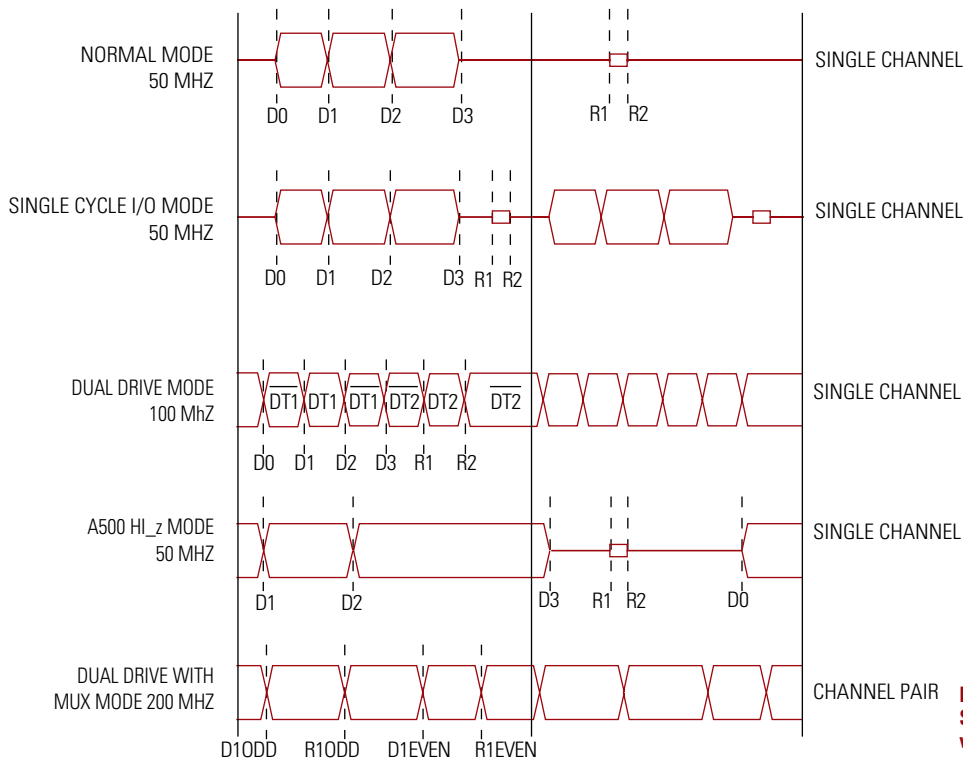 NORMAL MODE
50 MHZ
SINGLE CHANNEL
D0 D1 D2 D3 R1 R2
SINGLE CYCLE I/O MODE
50 MHZ
SINGLE CHANNEL
D0 D1 D2 D3 R1 R2
DUAL DRIVE MODE
100 MhZ
DT1 DT1 DT1 DT2 DT2 DT2
SINGLE CHANNEL
D0 D1 D2 D3 R1 R2
A500 HI_z MODE
50 MHZ
SINGLE CHANNEL
D1 D2 D3 R1 R2 D0
DUAL DRIVE WITH
MUX MODE 200 MHZ
CHANNEL PAIR
D1ODD R1ODD D1EVEN R1EVEN